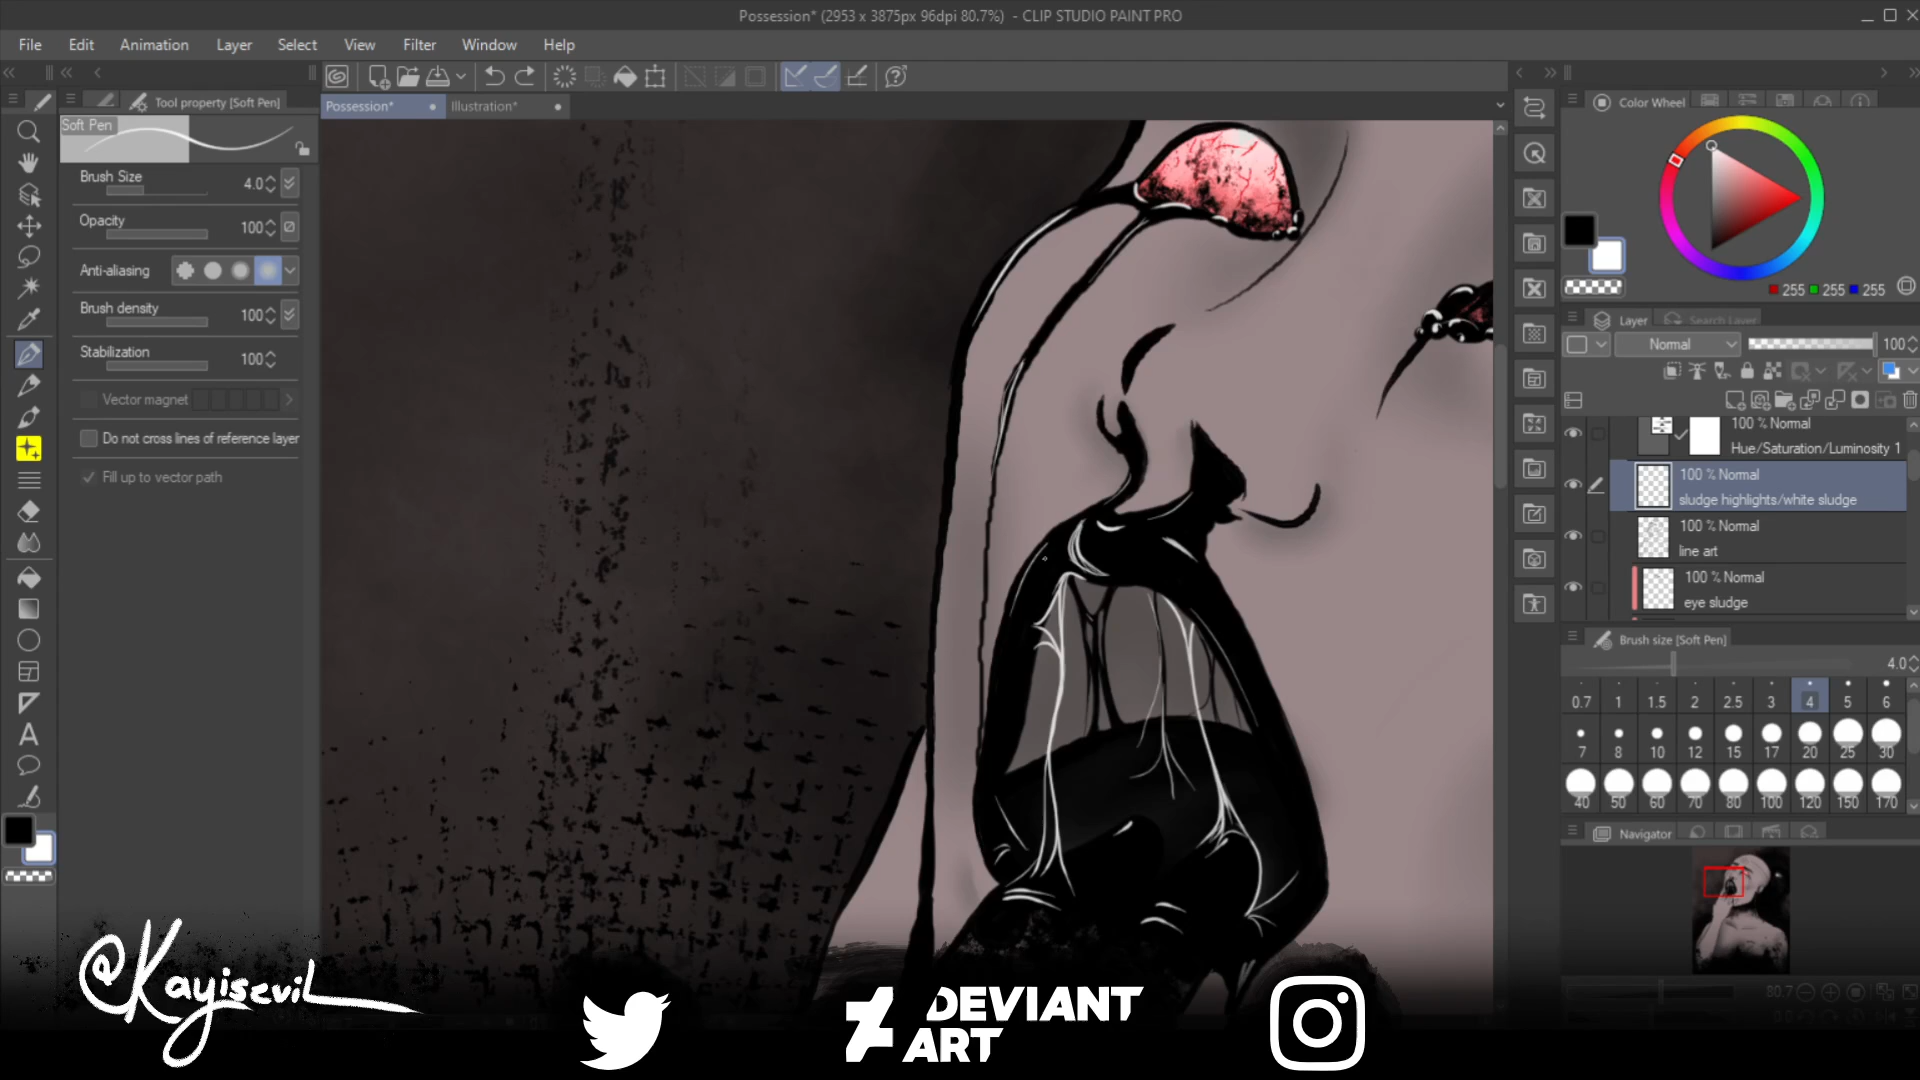 Possession* (2953 x 3875px 96dpi 80.7%) - CLIP STUDIO PAINT PRO
File Edit Animation Layer Select View Filter Window Help
Tool property [Soft Pen]
Possession* Illustration*
Color Wheel
Soft Pen
Brush Size 4.0
Opacity 100
Anti-aliasing
Brush density 100
Stabilization 100
Vector magnet
Do not cross lines of reference layer
Fill up to vector path
255 255 255
Layer Search Layer
Normal 100
100 % Normal
Hue/Saturation/Luminosity 1
100 % Normal
sludge highlights/white sludge
100 % Normal
line art
100 % Normal
eye sludge
Brush size [Soft Pen]
4.0
0.7 1 1.5 2 2.5 3 4 5 6
7 8 10 12 15 17 20 25 30
40 50 60 70 80 100 120 150 170
Navigator
80.7
0.0
A
@Kayisevil
DEVIANT
ART